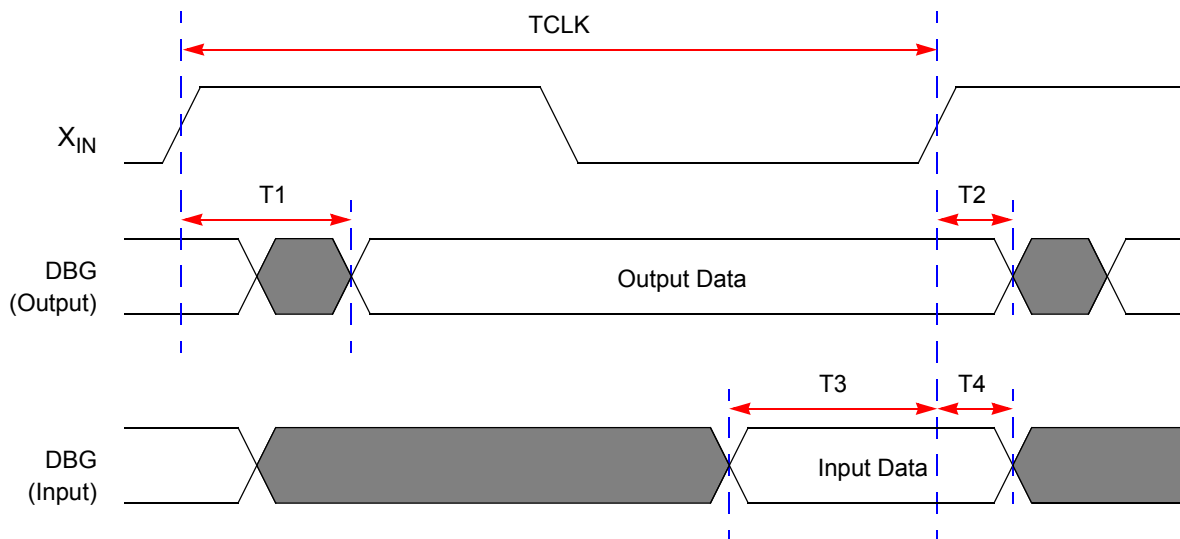 TCLK
XIN
T1
T2
DBG
(Output)
Output Data
T3
T4
DBG
(Input)
Input Data